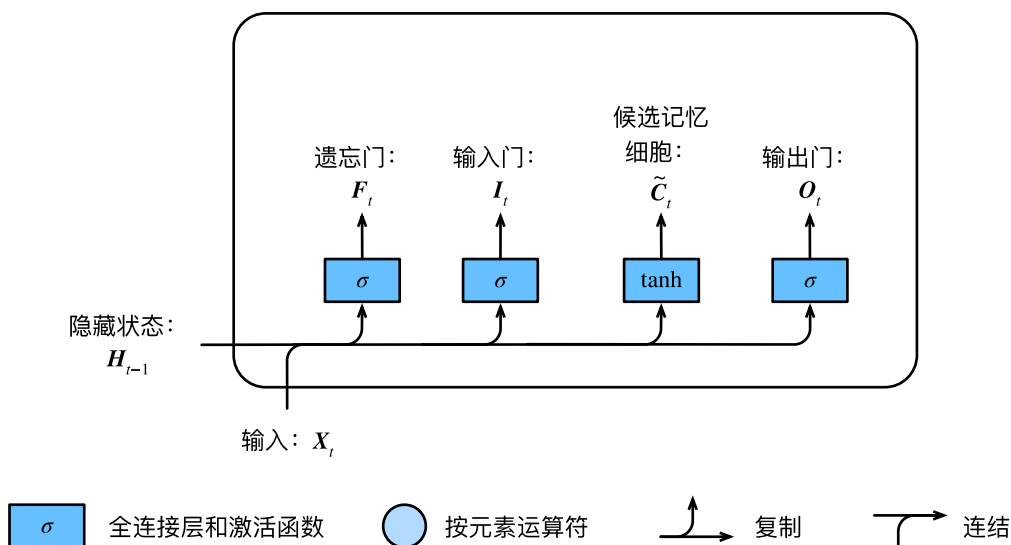 候选记忆
细胞：
遗忘门：
输入门：
输出门：
F_t
I_t
C̃_t
O_t
σ
σ
tanh
σ
隐藏状态：
H_{t−1}
输入：X_t
σ 全连接层和激活函数
按元素运算符
复制
连结